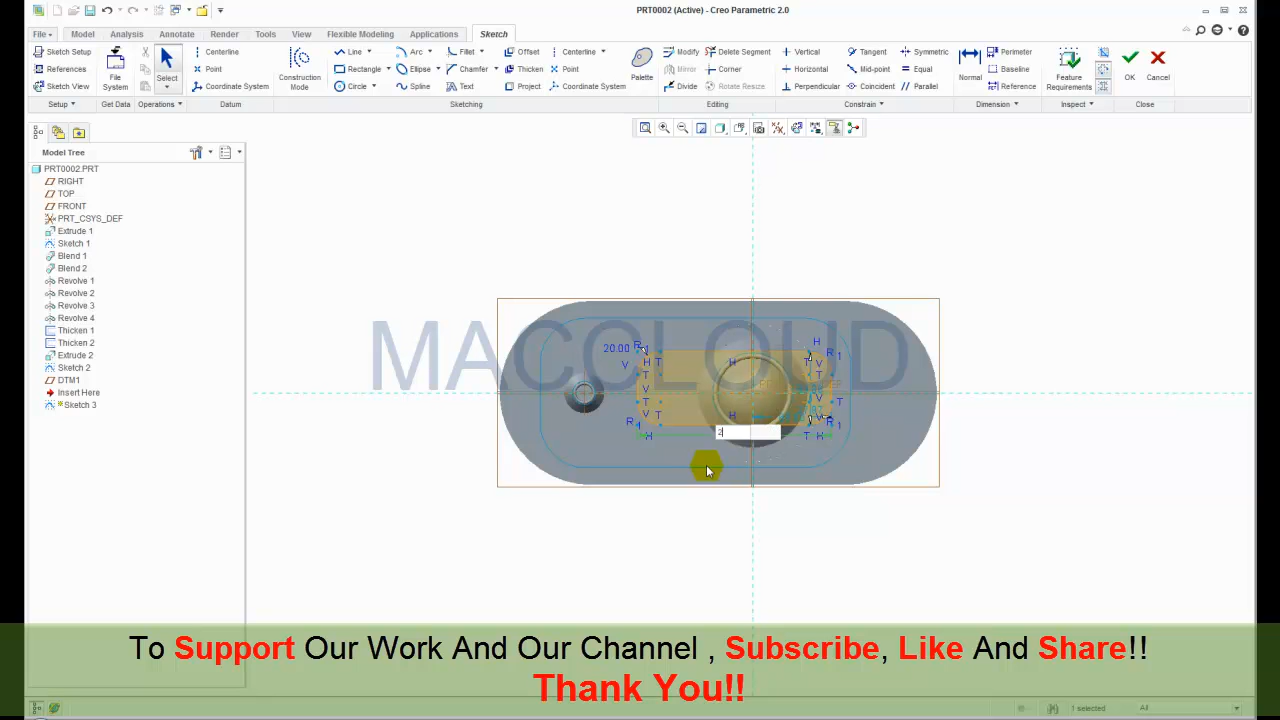 PRT0002 (Active) - Creo Parametric 2.0
File Model Analysis Annotate Render Tools Flexible Modeling Applications Sketch
Sketch Setup
References
Sketch View
Setup
File System
Get Data
Select
Operations
Centerline
Point
Coordinate System
Datum
Construction Mode
Line Arc Fillet Offset Centerline
Rectangle Ellipse Chamfer Thicken Point
Circle Spline Text Project Coordinate System
Sketching
Palette
Modify Delete Segment
Mirror Corner
Divide Rotate Resize
Editing
Vertical Tangent Symmetric
Horizontal Mid-point Equal
Perpendicular Coincident Parallel
Constrain
Normal
Perimeter
Baseline
Reference
Dimension
Feature Requirements
Inspect
OK
Cancel
Close
Model Tree
PRT0002.PRT
RIGHT
TOP
FRONT
PRT_CSYS_DEF
Extrude 1
Sketch 1
Blend 1
Blend 2
Revolve 1
Revolve 2
Revolve 3
Revolve 4
Thicken 1
Thicken 2
Extrude 2
Sketch 2
DTM1
Insert Here
Sketch 3
MACCLOUD
20.00
2
1 selected
All
To Support Our Work And Our Channel , Subscribe, Like And Share!!
Thank You!!